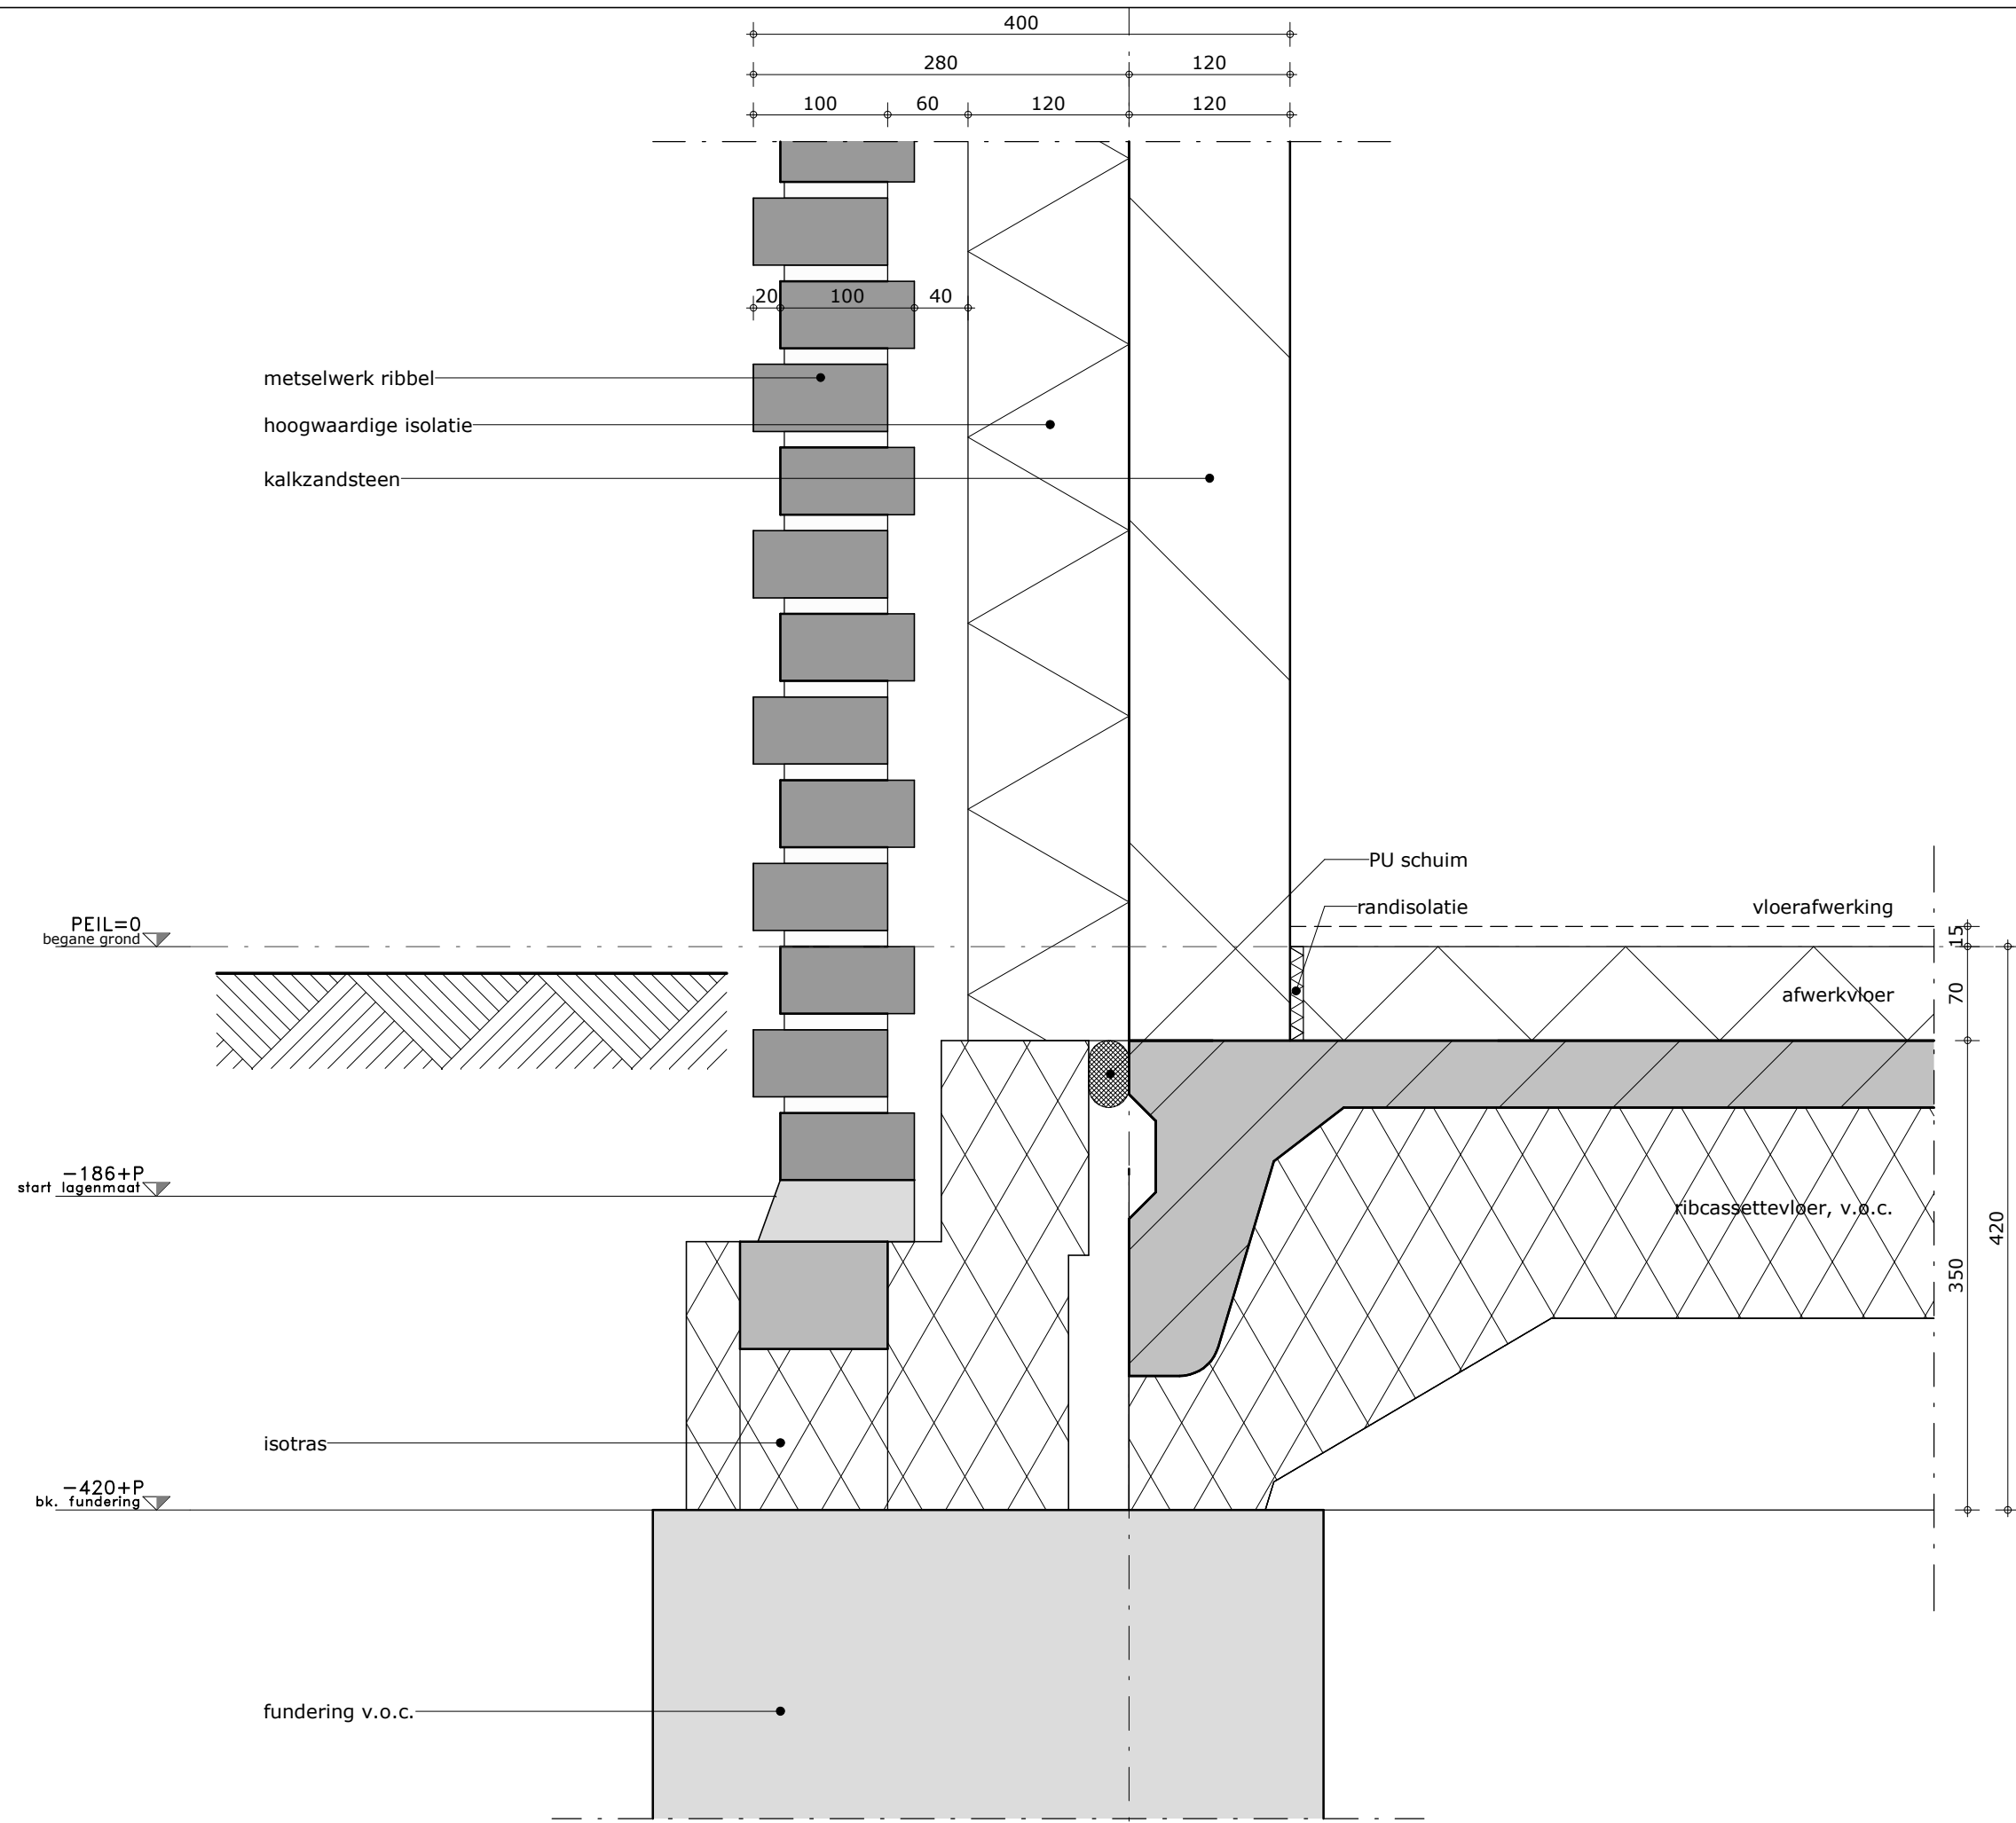 400
280 120
100 60 120 120
20 100 40
metselwerk ribbel
hoogwaardige isolatie
kalkzandsteen
PU schuim
randisolatie
vloerafwerking
PEIL=0
begane grond
15
afwerkvloer
70
-186+P
start lagenmaat
ribcassettevloer, v.o.c.
420
350
isotras
-420+P
bk. fundering
fundering v.o.c.